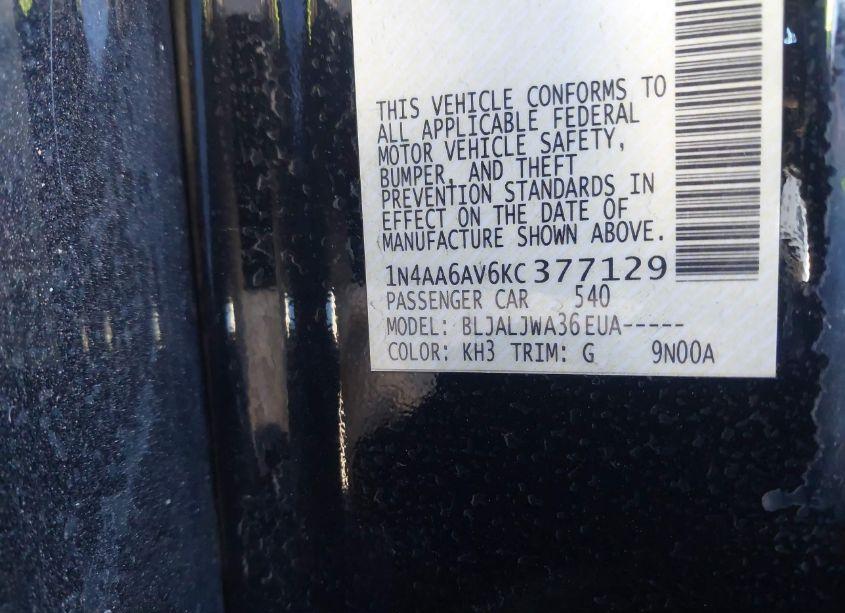 THIS VEHICLE CONFORMS TO
ALL APPLICABLE FEDERAL
MOTOR VEHICLE SAFETY,
BUMPER, AND THEFT
PREVENTION STANDARDS IN
EFFECT ON THE DATE OF
MANUFACTURE SHOWN ABOVE.
1N4AA6AV6KC377129
PASSENGER CAR 540
MODEL: BLJALJWA36EUA-----
COLOR: KH3 TRIM: G 9N00A